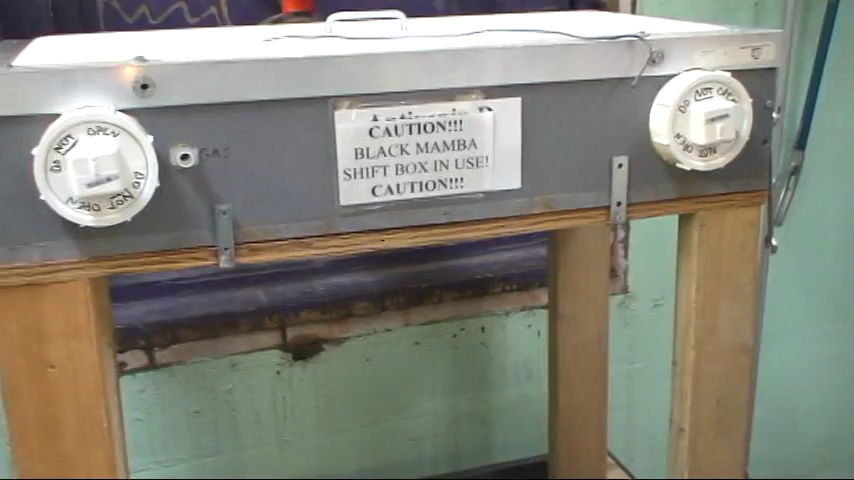 DO NOT OPEN
DO NOT OPEN
GAS
CAUTION!!!
BLACK MAMBA
SHIFT BOX IN USE!
CAUTION!!!
DO NOT OPEN
DO NOT OPEN